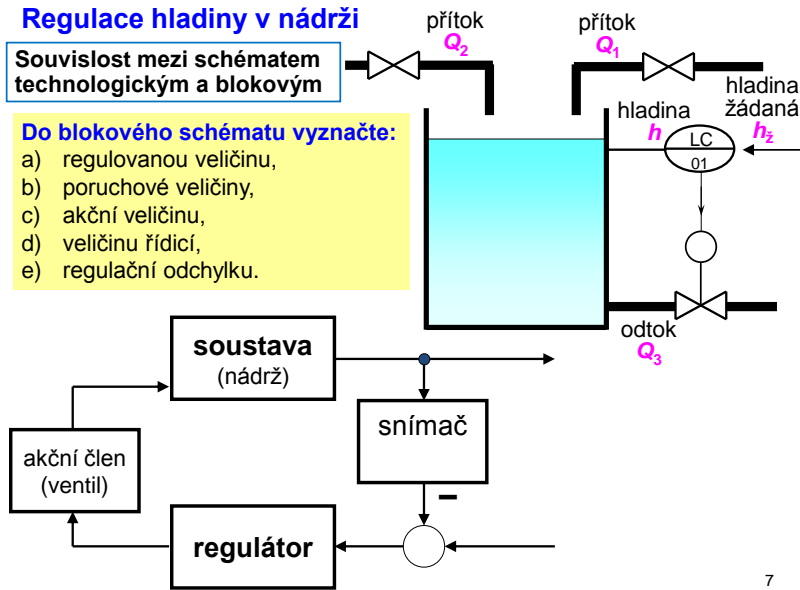 Regulace hladiny v nádrži
Souvislost mezi schématem
technologickým a blokovým
Do blokového schématu vyznačte:
a) regulovanou veličinu,
b) poruchové veličiny,
c) akční veličinu,
d) veličinu řídicí,
e) regulační odchylku.
přítok
Q2
přítok
Q1
hladina
h
hladina
žádaná
hž
LC
01
odtok
Q3
soustava
(nádrž)
snímač
akční člen
(ventil)
–
regulátor
7